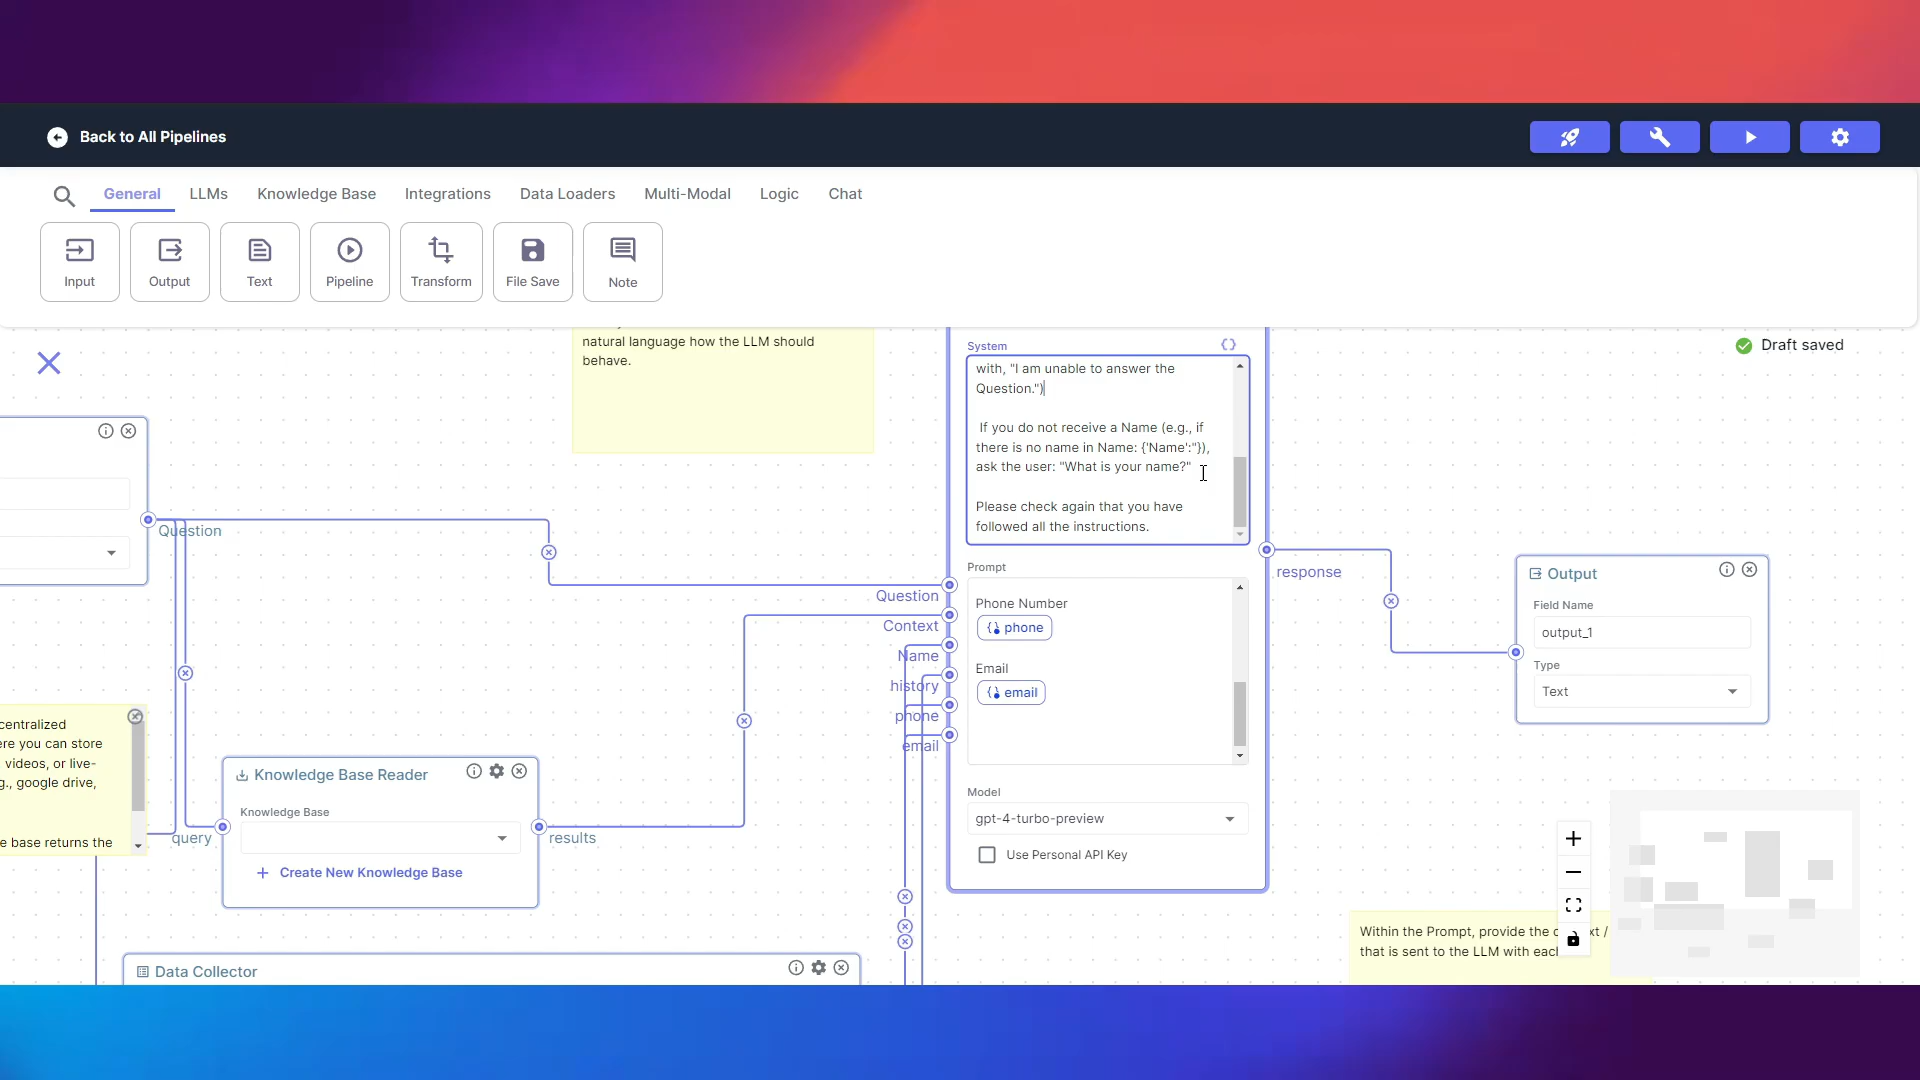 Back to All Pipelines
General
LLMs
Knowledge Base
Integrations
Data Loaders
Multi-Modal
Logic
Chat
Input
Output
Text
Pipeline
Transform
File Save
Note
natural language how the LLM should
behave.
Draft saved
System
with, "I am unable to answer the
Question.")
If you do not receive a Name (e.g., if
there is no name in Name: {'Name':''}),
ask the user: "What is your name?"
Please check again that you have
followed all the instructions.
Question
Prompt
Phone Number
phone
Email
email
Question
Context
Name
history
phone
email
response
Output
Field Name
output_1
Type
Text
centralized
ere you can store
videos, or live-
g., google drive,
e base returns the
query
Knowledge Base Reader
Knowledge Base
Create New Knowledge Base
results
Model
gpt-4-turbo-preview
Use Personal API Key
Within the Prompt, provide the
that is sent to the LLM with each
Data Collector